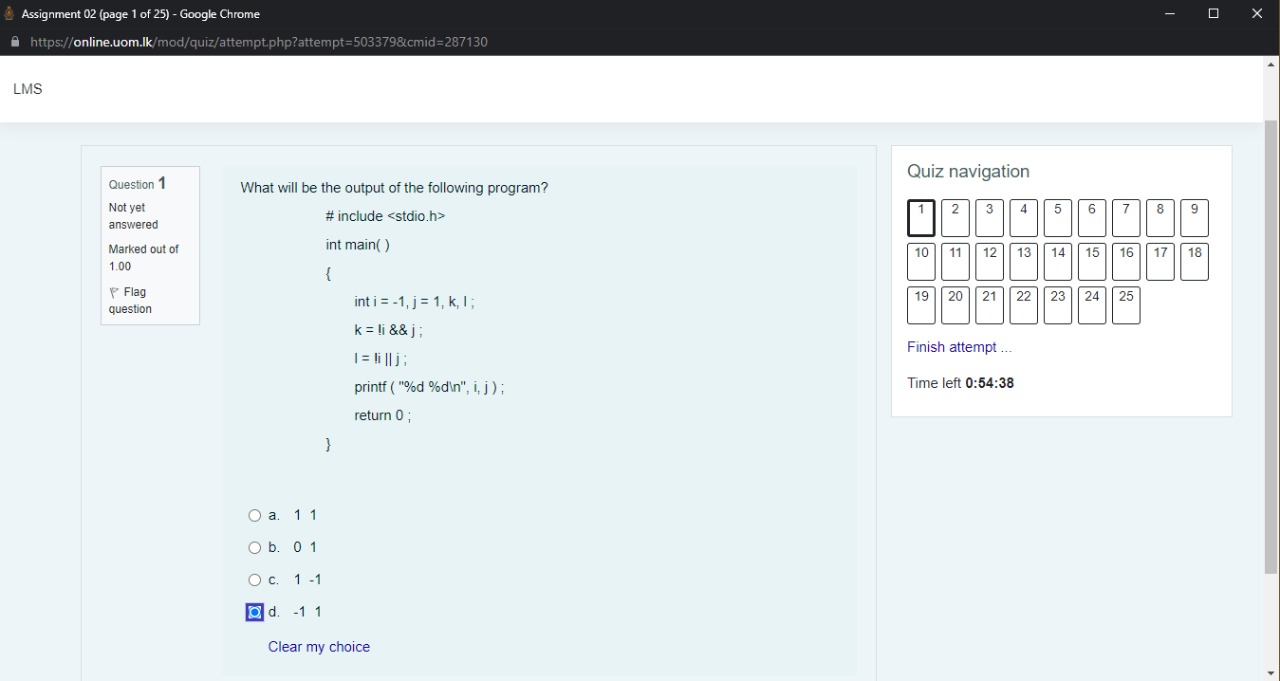 Assignment 02 (page 1 of 25) - Google Chrome
https://online.uom.lk/mod/quiz/attempt.php?attempt=503379&cmid=287130
LMS
Question 1
Not yet
answered
Marked out of
1.00
Flag
question
What will be the output of the following program?
# include <stdio.h>
int main( )
{
int i = -1, j = 1, k, l ;
k = !i && j ;
l = !i || j ;
printf ( "%d %d\n", i, j ) ;
return 0 ;
}
a. 1 1
b. 0 1
c. 1 -1
d. -1 1
Clear my choice
Quiz navigation
1 2 3 4 5 6 7 8 9
10 11 12 13 14 15 16 17 18
19 20 21 22 23 24 25
Finish attempt ...
Time left 0:54:38